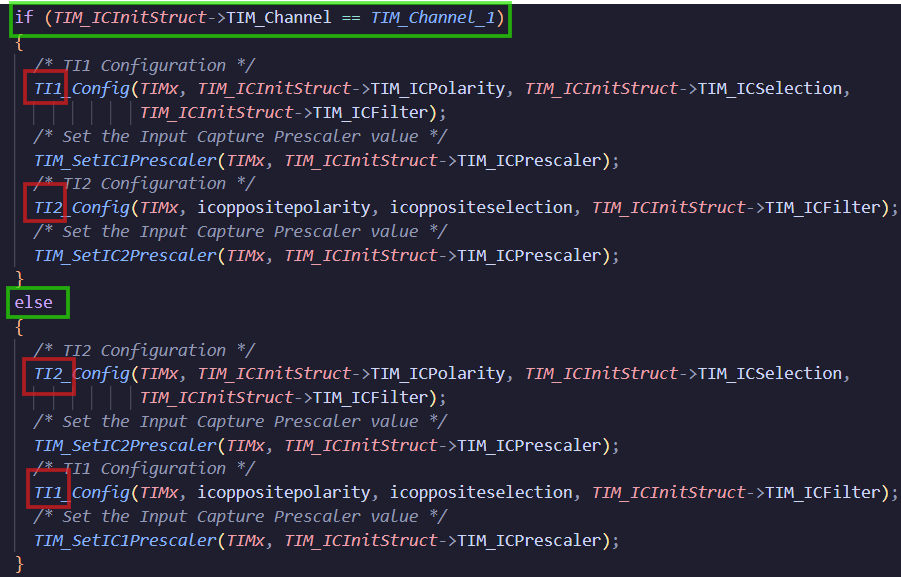 if (TIM_ICInitStruct->TIM_Channel == TIM_Channel_1)
{
/* TI1 Configuration */
TI1_Config(TIMx, TIM_ICInitStruct->TIM_ICPolarity, TIM_ICInitStruct->TIM_ICSelection,
TIM_ICInitStruct->TIM_ICFilter);
/* Set the Input Capture Prescaler value */
TIM_SetIC1Prescaler(TIMx, TIM_ICInitStruct->TIM_ICPrescaler);
/* TI2 Configuration */
TI2_Config(TIMx, icoppositepolarity, icoppositeselection, TIM_ICInitStruct->TIM_ICFilter);
/* Set the Input Capture Prescaler value */
TIM_SetIC2Prescaler(TIMx, TIM_ICInitStruct->TIM_ICPrescaler);
}
else
{
/* TI2 Configuration */
TI2_Config(TIMx, TIM_ICInitStruct->TIM_ICPolarity, TIM_ICInitStruct->TIM_ICSelection,
TIM_ICInitStruct->TIM_ICFilter);
/* Set the Input Capture Prescaler value */
TIM_SetIC2Prescaler(TIMx, TIM_ICInitStruct->TIM_ICPrescaler);
/* TI1 Configuration */
TI1_Config(TIMx, icoppositepolarity, icoppositeselection, TIM_ICInitStruct->TIM_ICFilter);
/* Set the Input Capture Prescaler value */
TIM_SetIC1Prescaler(TIMx, TIM_ICInitStruct->TIM_ICPrescaler);
}